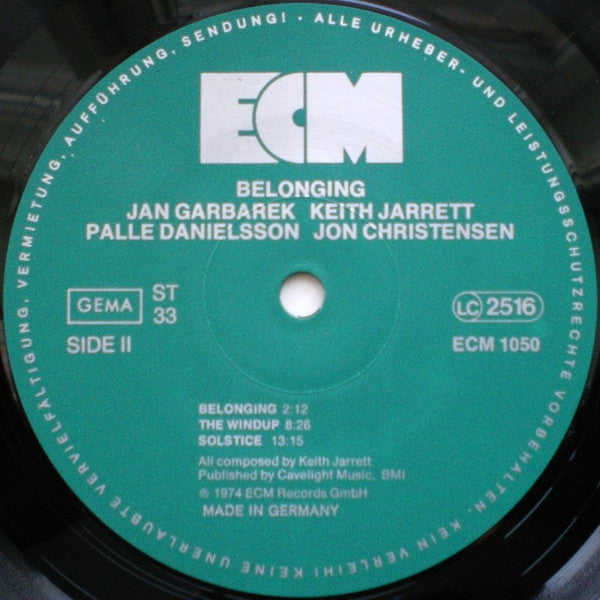 ECM
BELONGING
JAN GARBAREK KEITH JARRETT
PALLE DANIELSSON JON CHRISTENSEN
GEMA
ST
33
SIDE II
LC 2516
ECM 1050
BELONGING 2:12
THE WINDUP 8:26
SOLSTICE 13:15
All composed by Keith Jarrett
Published by Cavelight Music, BMI
℗ 1974 ECM Records GmbH
MADE IN GERMANY
ALLE URHEBER- UND LEISTUNGSSCHUTZRECHTE VORBEHALTEN. KEIN VERLEIH! KEINE UNERLAUBTE VERVIELFÄLTIGUNG, VERMIETUNG, AUFFÜHRUNG, SENDUNG! •